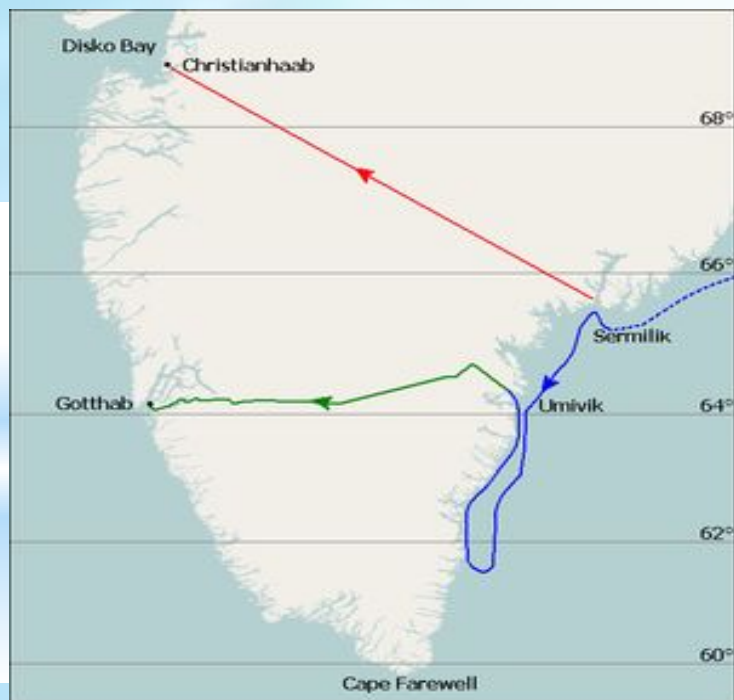 Disko Bay
Christianhaab
68°
66°
Sermilik
Gotthab
Umivik
64°
62°
60°
Cape Farewell